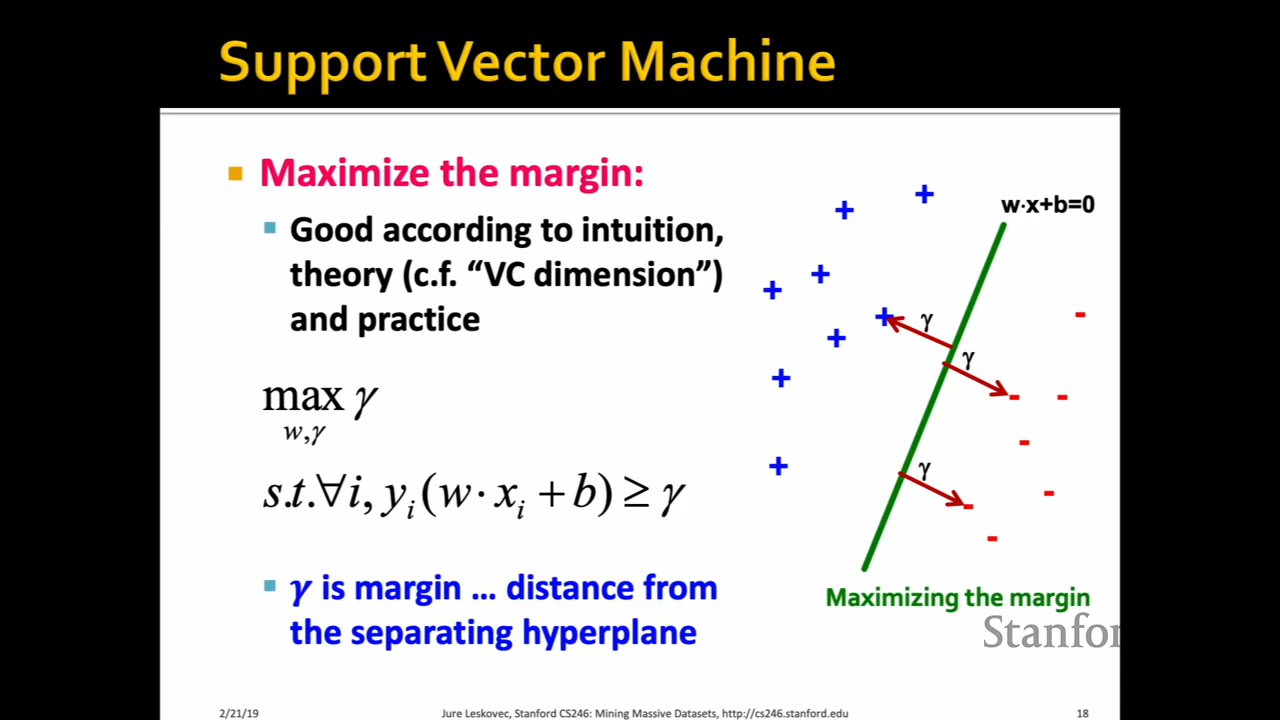 Support Vector Machine
Maximize the margin:
Good according to intuition,
theory (c.f. “VC dimension”)
and practice
max γ
w,γ
s.t.∀i, yᵢ(w · xᵢ + b) ≥ γ
γ is margin … distance from
the separating hyperplane
w·x+b=0
γ
γ
γ
Maximizing the margin
Stanfor
2/21/19
Jure Leskovec, Stanford CS246: Mining Massive Datasets, http://cs246.stanford.edu
18